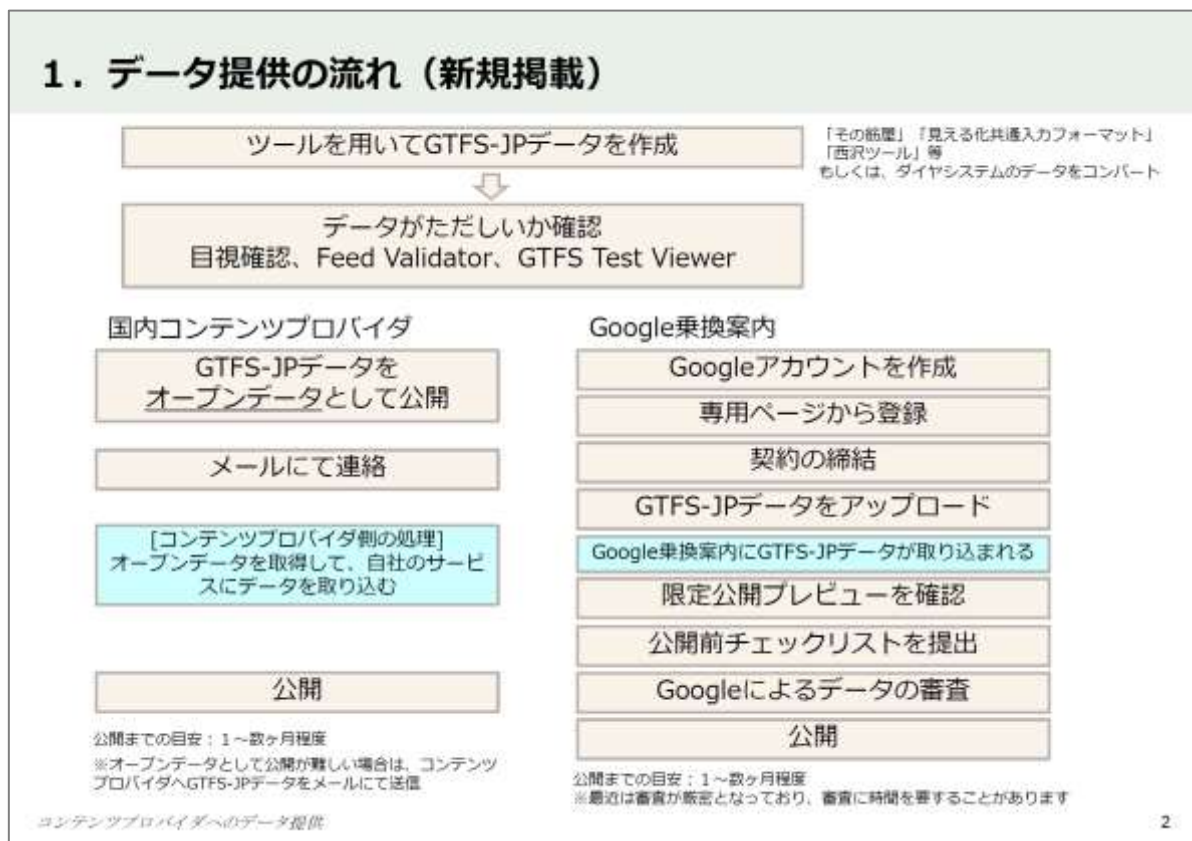 1．データ提供の流れ（新規掲載）
ツールを用いてGTFS-JPデータを作成
「その筋屋」「見える化共通入力フォーマット」
「西沢ツール」等
もしくは、ダイヤシステムのデータをコンバート
データがただしいか確認
目視確認、Feed Validator、GTFS Test Viewer
国内コンテンツプロバイダ
GTFS-JPデータを
オープンデータとして公開
メールにて連絡
[コンテンツプロバイダ側の処理]
オープンデータを取得して、自社のサービ
スにデータを取り込む
公開
公開までの目安：1～数ヶ月程度
※オープンデータとして公開が難しい場合は、コンテンツ
プロバイダへGTFS-JPデータをメールにて送信
Google乗換案内
Googleアカウントを作成
専用ページから登録
契約の締結
GTFS-JPデータをアップロード
Google乗換案内にGTFS-JPデータが取り込まれる
限定公開プレビューを確認
公開前チェックリストを提出
Googleによるデータの審査
公開
公開までの目安：1～数ヶ月程度
※最近は審査が厳密となっており、審査に時間を要することがあります
コンテンツプロバイダへのデータ提供
2